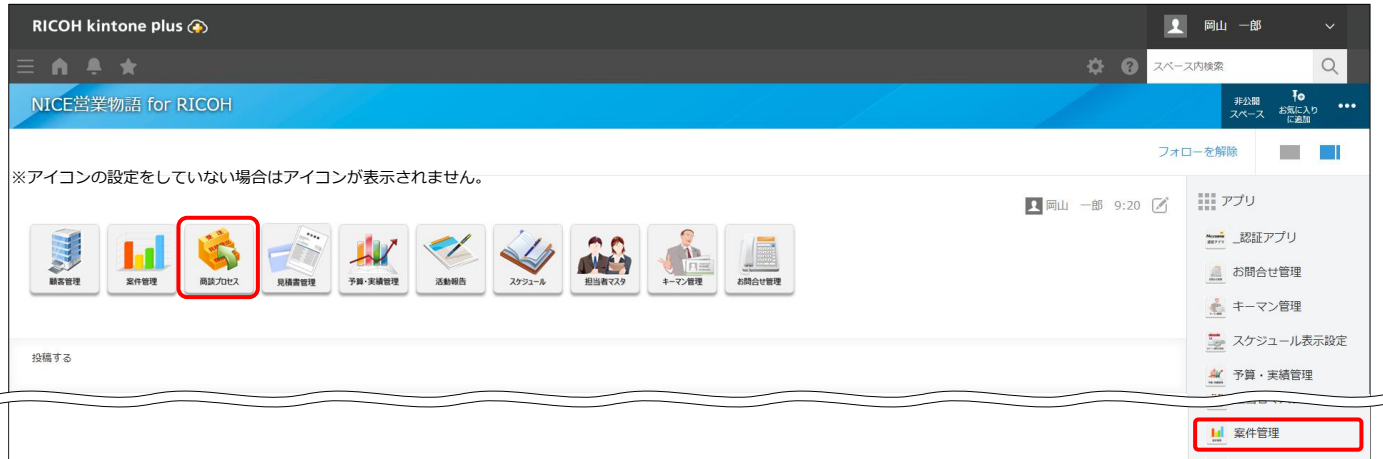 RICOH kintone plus
岡山 一郎
スペース内検索
NICE営業物語 for RICOH
非公開
スペース
お気に入り
に追加
フォローを解除
※アイコンの設定をしていない場合はアイコンが表示されません。
岡山 一郎 9:20
アプリ
顧客管理
案件管理
商談プロセス
見積書管理
予算・実績管理
活動報告
スケジュール
担当者マスタ
キーマン管理
お問合せ管理
_認証アプリ
お問合せ管理
キーマン管理
スケジュール表示設定
予算・実績管理
投稿する
案件管理